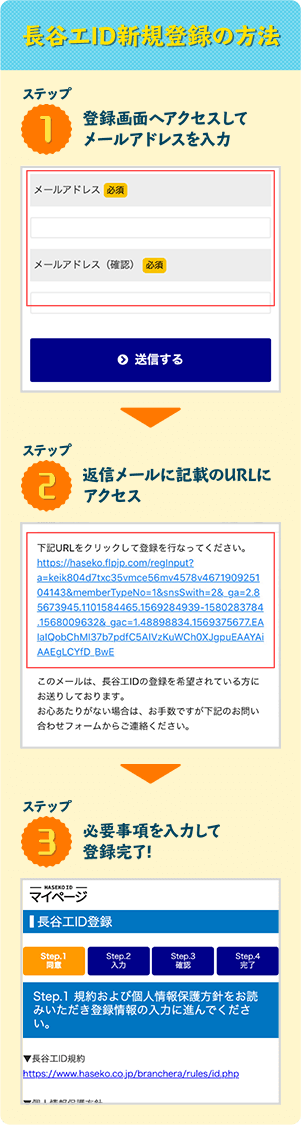 長谷工ID新規登録の方法
ステップ
1
登録画面へアクセスして
メールアドレスを入力
メールアドレス 必須
メールアドレス（確認） 必須
送信する
ステップ
2
返信メールに記載のURLに
アクセス
下記URLをクリックして登録を行なってください。
https://haseko.flpjp.com/regInput?
a=keik804d7txc35vmce56mv4578v4671909251
04143&memberTypeNo=1&snsSwith=2&_ga=2.8
5673945.1101584465.1569284939-1580283784
.1568009632&_gac=1.48898834.1569375677.EA
IaIQobChMI37b7pdfC5AIVzKuWCh0XJgpuEAAYAi
AAEgLCYfD_BwE
このメールは、長谷工IDの登録を希望されている方に
お送りしております。
お心あたりがない場合は、お手数ですが下記のお問い
合わせフォームからご連絡ください。
ステップ
3
必要事項を入力して
登録完了!
HASEKO ID
マイページ
長谷工ID登録
Step.1
同意
Step.2
入力
Step.3
確認
Step.4
完了
Step.1 規約および個人情報保護方針をお読
みいただき登録情報の入力に進んでくださ
い。
▼長谷工ID規約
https://www.haseko.co.jp/branchera/rules/id.php
▼個人情報保護方針